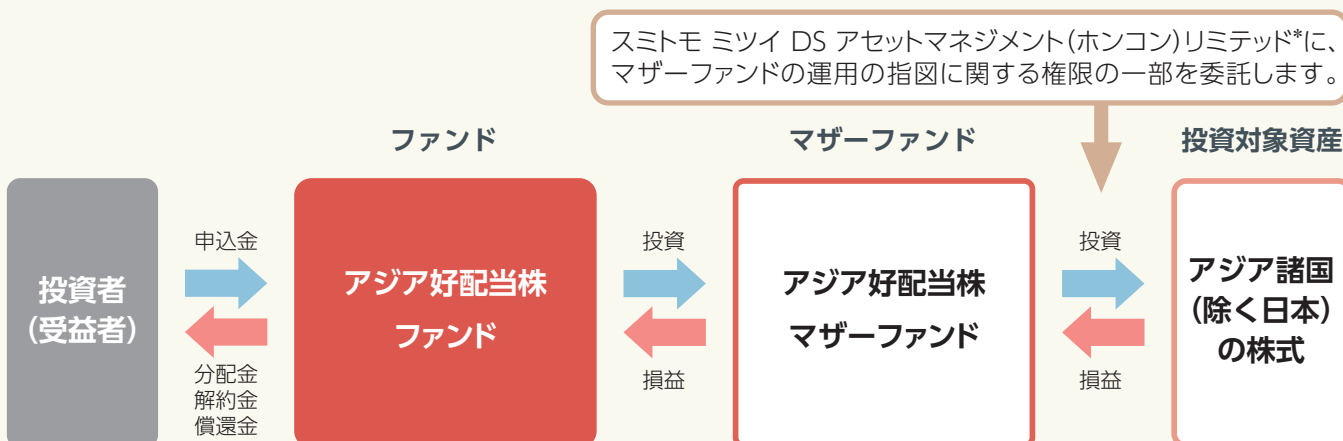 スミトモ ミツイ DS アセットマネジメント(ホンコン)リミテッド*に、
マザーファンドの運用の指図に関する権限の一部を委託します。
ファンド
マザーファンド
投資対象資産
投資者
(受益者)
申込金
分配金
解約金
償還金
アジア好配当株
ファンド
投資
損益
アジア好配当株
マザーファンド
投資
損益
アジア諸国
(除く日本)
の株式